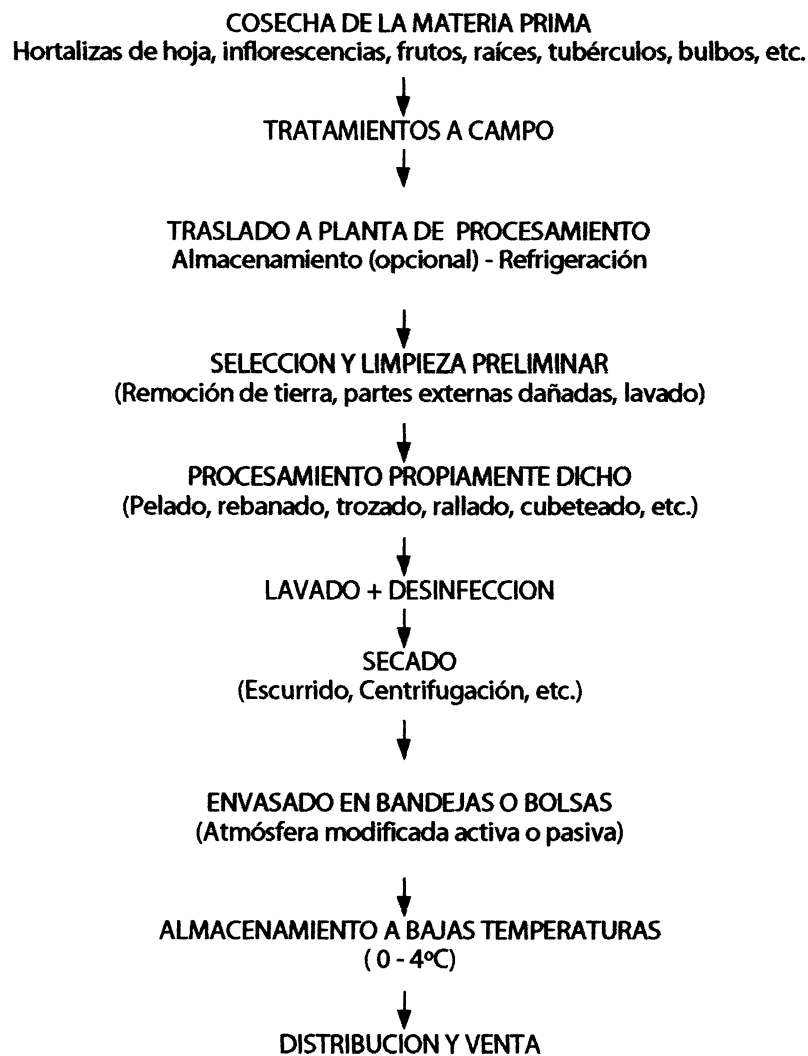 COSECHA DE LA MATERIA PRIMA
Hortalizas de hoja, inflorescencias, frutos, raíces, tubérculos, bulbos, etc.
TRATAMIENTOS A CAMPO
TRASLADO A PLANTA DE PROCESAMIENTO
Almacenamiento (opcional) - Refrigeración
SELECCION Y LIMPIEZA PRELIMINAR
(Remoción de tierra, partes externas dañadas, lavado)
PROCESAMIENTO PROPIAMENTE DICHO
(Pelado, rebanado, trozado, rallado, cubeteado, etc.)
LAVADO + DESINFECCION
SECADO
(Escurrido, Centrifugación, etc.)
ENVASADO EN BANDEJAS O BOLSAS
(Atmósfera modificada activa o pasiva)
ALMACENAMIENTO A BAJAS TEMPERATURAS
( 0 - 4ºC)
DISTRIBUCION Y VENTA